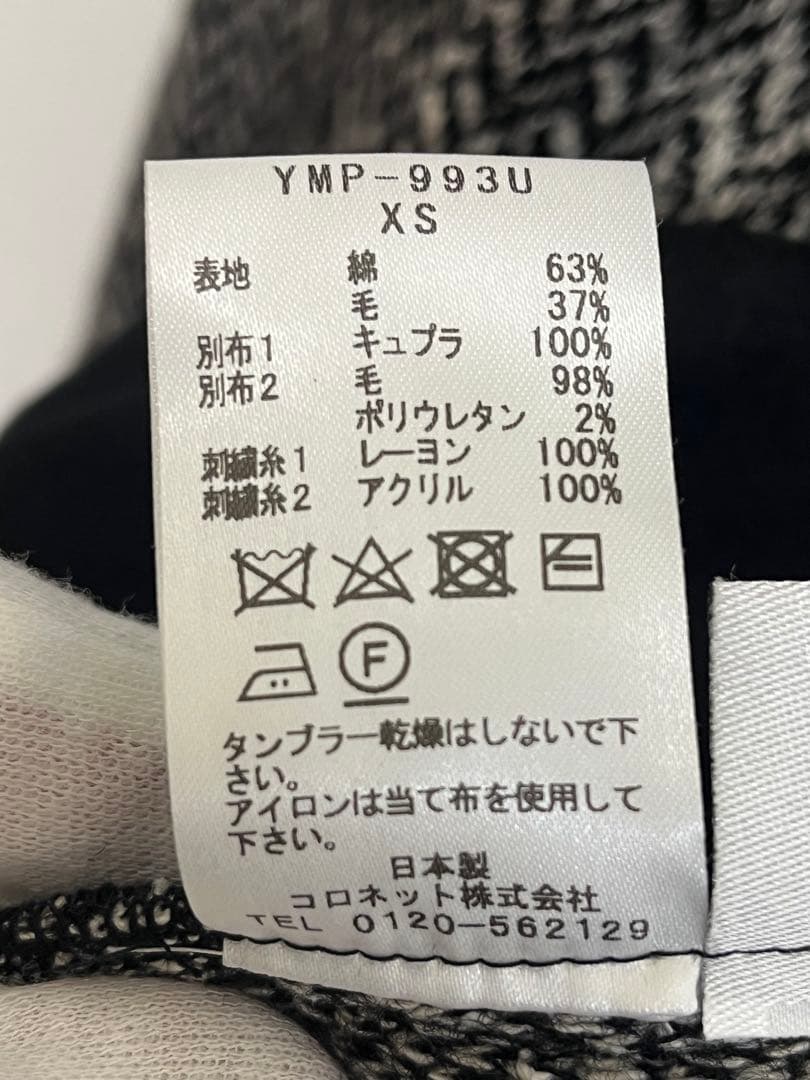 YMP-993U
XS
表地 綿 63%
毛 37%
別布1 キュプラ 100%
別布2 毛 98%
ポリウレタン 2%
刺繍糸1 レーヨン 100%
刺繍糸2 アクリル 100%
F
タンブラー乾燥はしないで下
さい。
アイロンは当て布を使用して
下さい。
日本製
コロネット株式会社
TEL 0120-562129